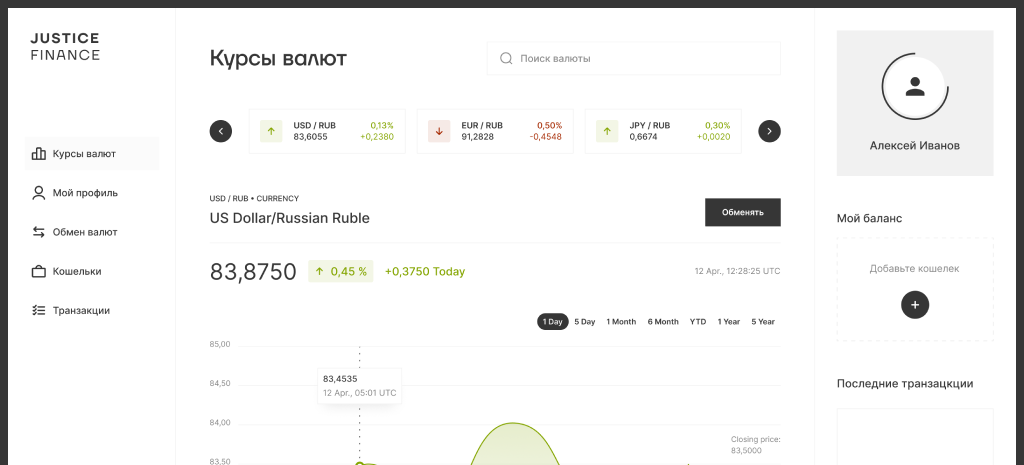 JUSTICE
FINANCE
Курсы валют
Мой профиль
Обмен валют
Кошельки
Транзакции
Курсы валют
Поиск валюты
USD / RUB 0,13%
83,6055 +0,2380
EUR / RUB 0,50%
91,2828 -0,4548
JPY / RUB 0,30%
0,6674 +0,0020
USD / RUB • CURRENCY
US Dollar/Russian Ruble
Обменять
83,8750 0,45 % +0,3750 Today
12 Apr., 12:28:25 UTC
1 Day 5 Day 1 Month 6 Month YTD 1 Year 5 Year
85,00
84,50
84,00
83,50
83,4535
12 Apr., 05:01 UTC
Closing price:
83,5000
Алексей Иванов
Мой баланс
Добавьте кошелек
Последние транзацкции